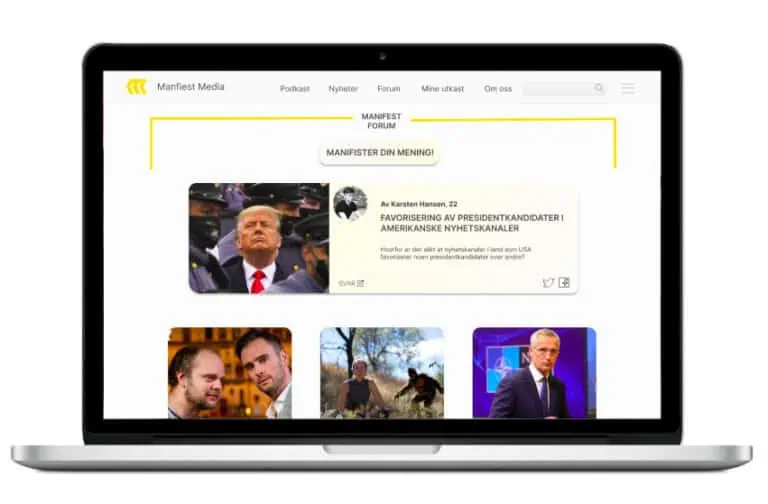 Manfiest Media
Podkast Nyheter Forum Mine utkast Om oss
MANIFEST
FORUM
MANIFISTER DIN MENING!
Av Karsten Hansen, 22
FAVORISERING AV PRESIDENTKANDIDATER I
AMERIKANSKE NYHETSKANALER
Hvorfor er det slikt at nyhetskanaler i land som USA
favoriserer noen presidentkandidater over andre?
SVAR